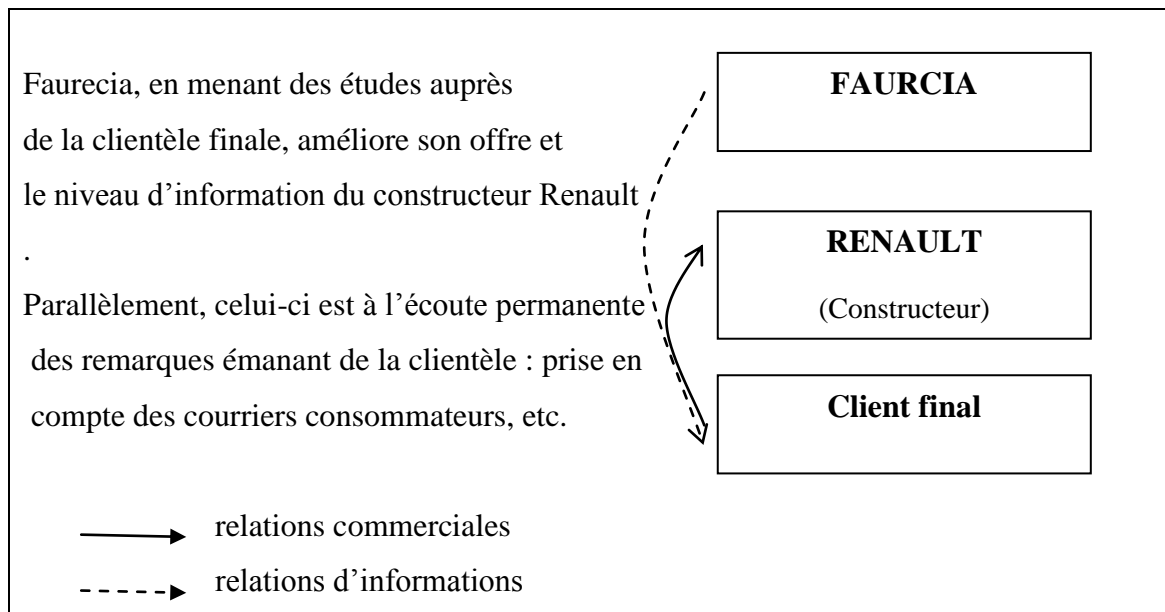 Faurecia, en menant des études auprès
de la clientèle finale, améliore son offre et
le niveau d’information du constructeur Renault
.
Parallèlement, celui-ci est à l’écoute permanente
des remarques émanant de la clientèle : prise en
compte des courriers consommateurs, etc.
FAURCIA
RENAULT
(Constructeur)
Client final
relations commerciales
relations d’informations